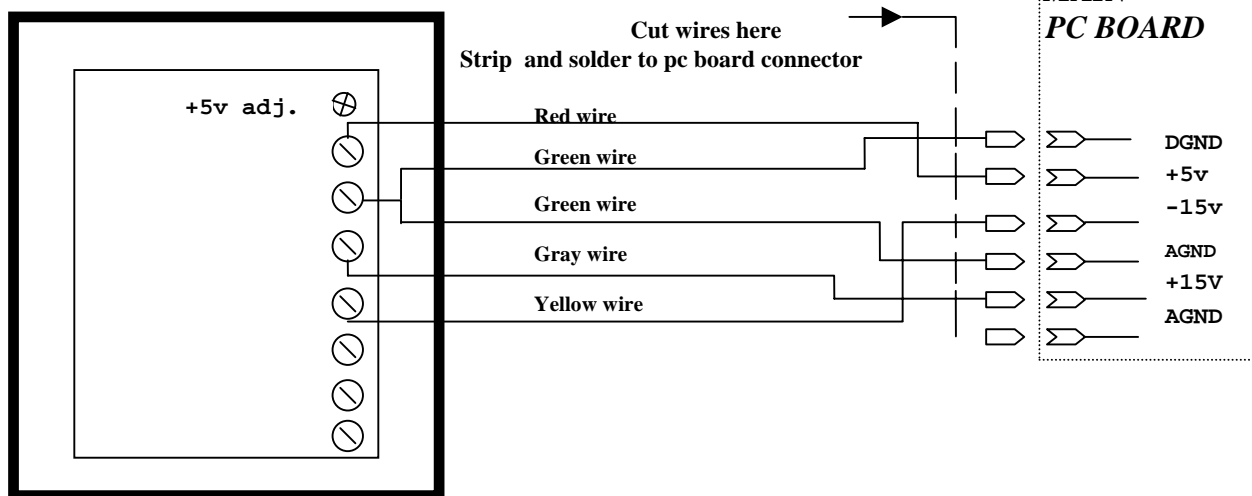 PC BOARD
Cut wires here
Strip and solder to pc board connector
+5v adj.
Red wire
Green wire
Green wire
Gray wire
Yellow wire
DGND
+5v
-15v
AGND
+15V
AGND